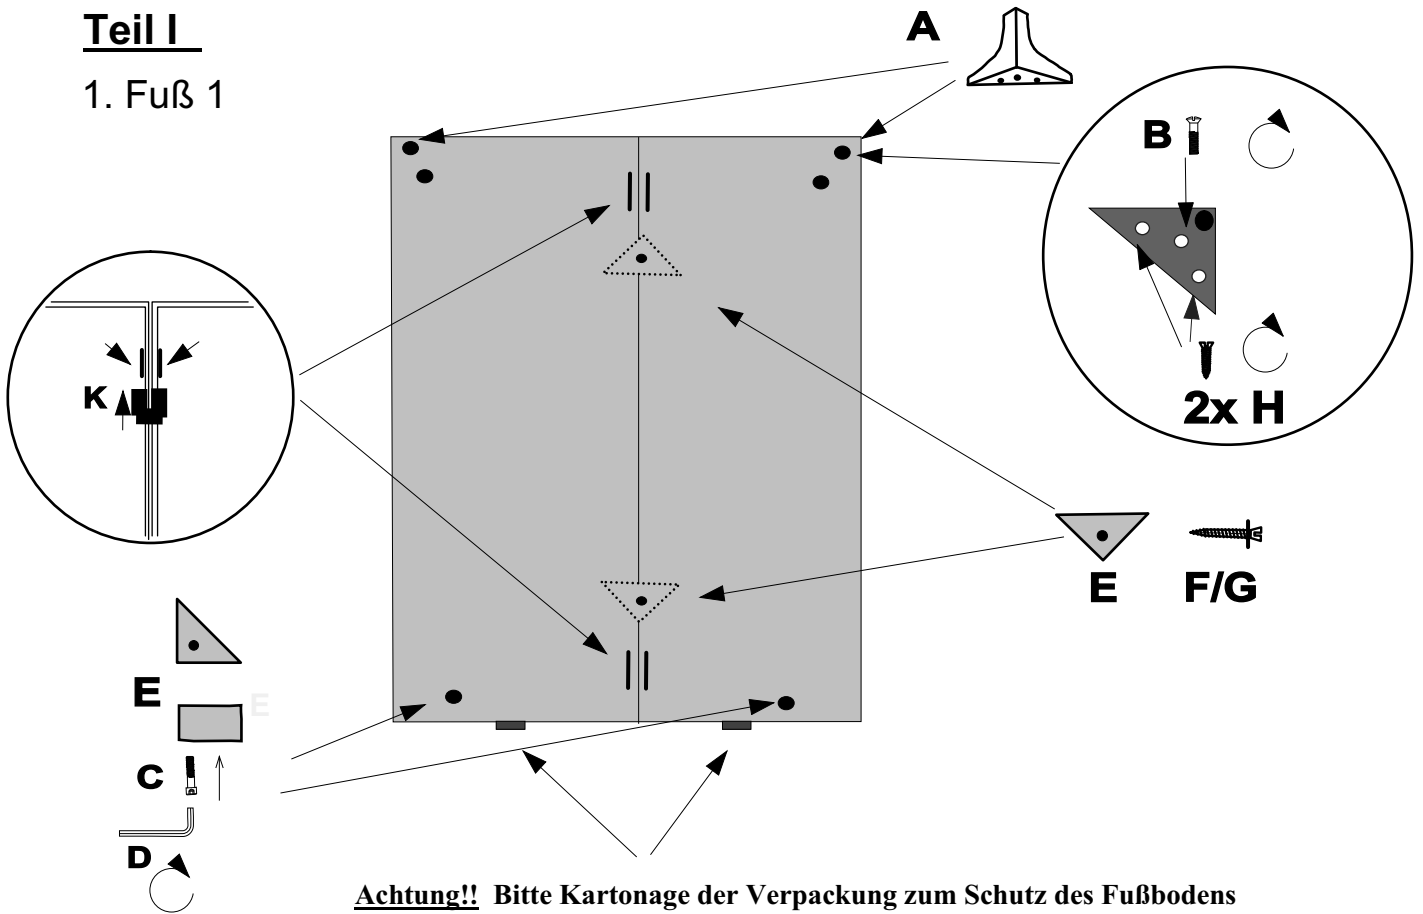 Teil I
1. Fuß 1
A
B
2x H
K
E
F/G
E
E
C
D
Achtung!! Bitte Kartonage der Verpackung zum Schutz des Fußbodens